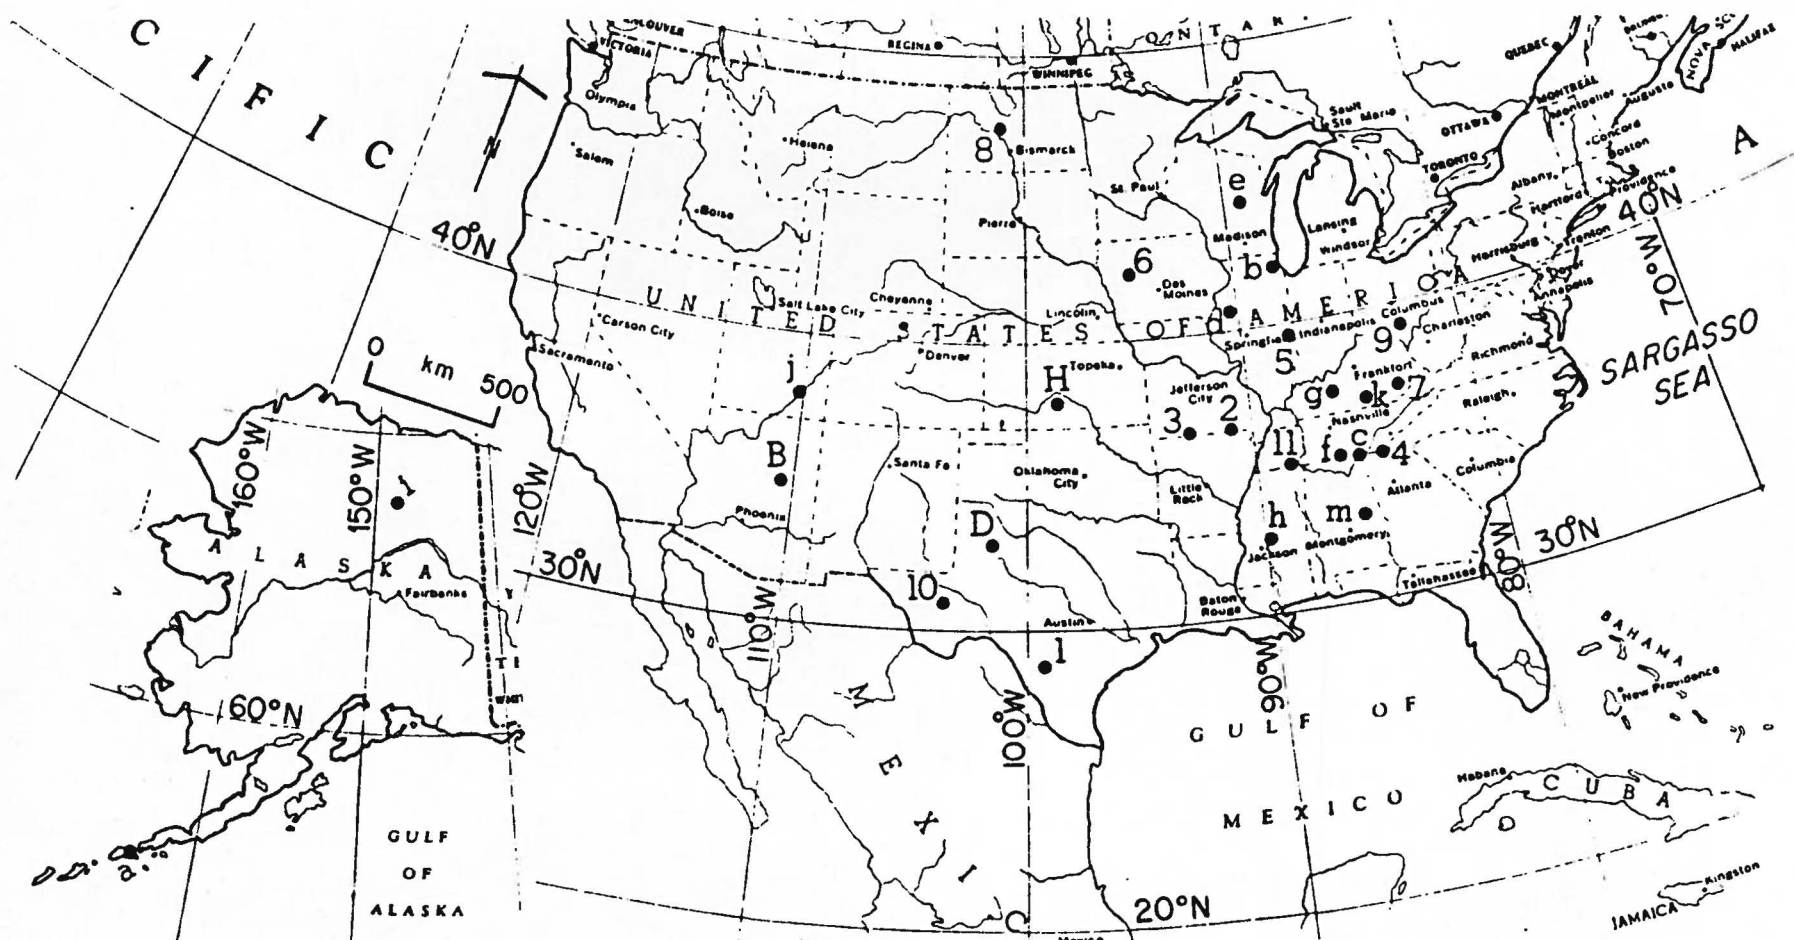 C I F I C
VANCOUVER
VICTORIA
REGINA
WINNIPEG
ONTAR.
QUEBEC
MONTREAL
Montpelier
Augusta
HALIFAX
NOVA SCO
Olympia
N
Salem
Helena
8
Bismarck
St. Paul
e
Sault
Ste Marie
OTTAWA
TORONTO
Concord
Boston
Albany
Hartford
Providence
A
40°N
Boise
Pierre
Madison
Lansing
Windsor
Harrisburg
Trenton
40N
70°W
6
Des
Moines
b
d
Dover
Annapolis
UNITED STATES OF AMERICA
Salt Lake City
Cheyenne
Lincoln
Springfield
Indianapolis
Columbus
Charleston
Carson City
Sacramento
Denver
Topeka
5
9
Richmond
SARGASSO
SEA
0 km 500
j
H
Jefferson
City
Frankfort
g
k
7
Raleigh
3
2
Nashville
160°W
150°W
120°W
B
Santa Fe
Oklahoma
City
Little
Rock
11
f
c
4
Columbia
Atlanta
Phoenix
D
h
m
Jackson
Montgomery
80°W
30°N
ALASKA
Fairbanks
30°N
110°W
10
Austin
Baton
Rouge
Tallahassee
1
90°W
BAHAMA
New Providence
60°N
100°W
GULF OF
MEXICO
MEXIC
Habana
CUBA
a
GULF
OF
ALASKA
20°N
Kingston
JAMAICA